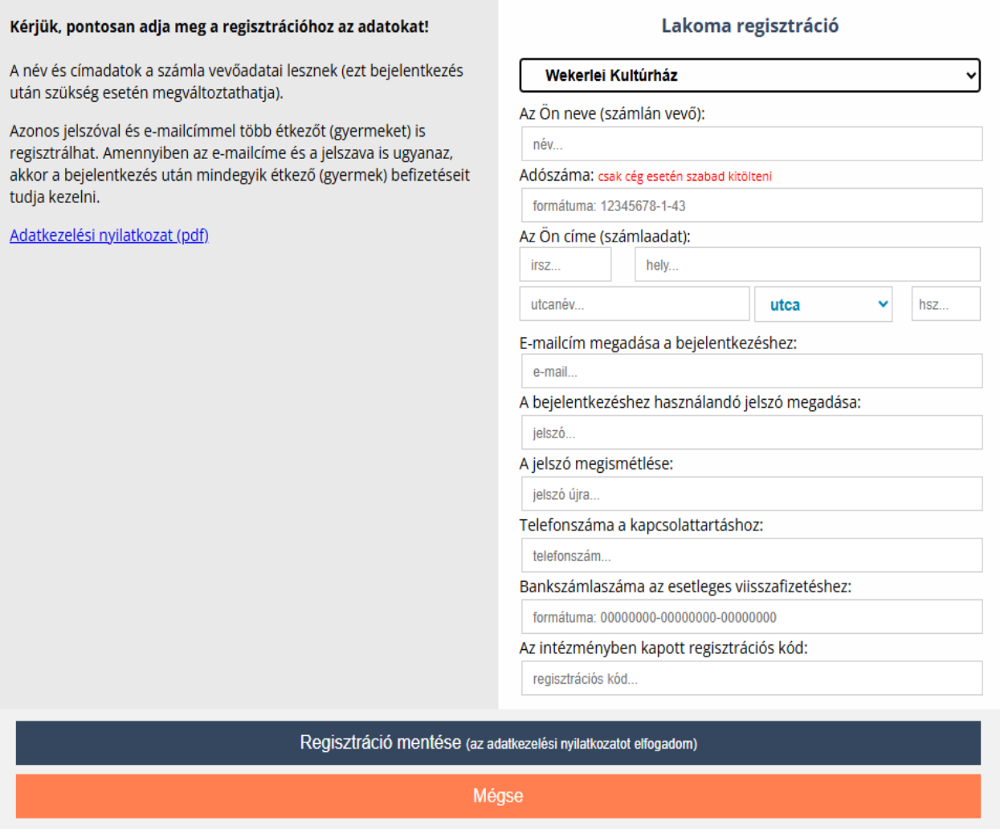 Kérjük, pontosan adja meg a regisztrációhoz az adatokat!
A név és címadatok a számla vevőadatai lesznek (ezt bejelentkezés
után szükség esetén megváltoztathatja).
Azonos jelszóval és e-mailcímmel több étkezőt (gyermeket) is
regisztrálhat. Amennyiben az e-mailcíme és a jelszava is ugyanaz,
akkor a bejelentkezés után mindegyik étkező (gyermek) befizetéseit
tudja kezelni.
Adatkezelési nyilatkozat (pdf)
Lakoma regisztráció
Wekerlei Kultúrház
Az Ön neve (számlán vevő):
név...
Adószáma: csak cég esetén szabad kitölteni
formátuma: 12345678-1-43
Az Ön címe (számlaadat):
irsz... hely...
utcanév... utca hsz...
E-mailcím megadása a bejelentkezéshez:
e-mail...
A bejelentkezéshez használandó jelszó megadása:
jelszó...
A jelszó megismétlése:
jelszó újra...
Telefonszáma a kapcsolattartáshoz:
telefonszám...
Bankszámlaszáma az esetleges viisszafizetéshez:
formátuma: 00000000-00000000-00000000
Az intézményben kapott regisztrációs kód:
regisztrációs kód...
Regisztráció mentése (az adatkezelési nyilatkozatot elfogadom)
Mégse